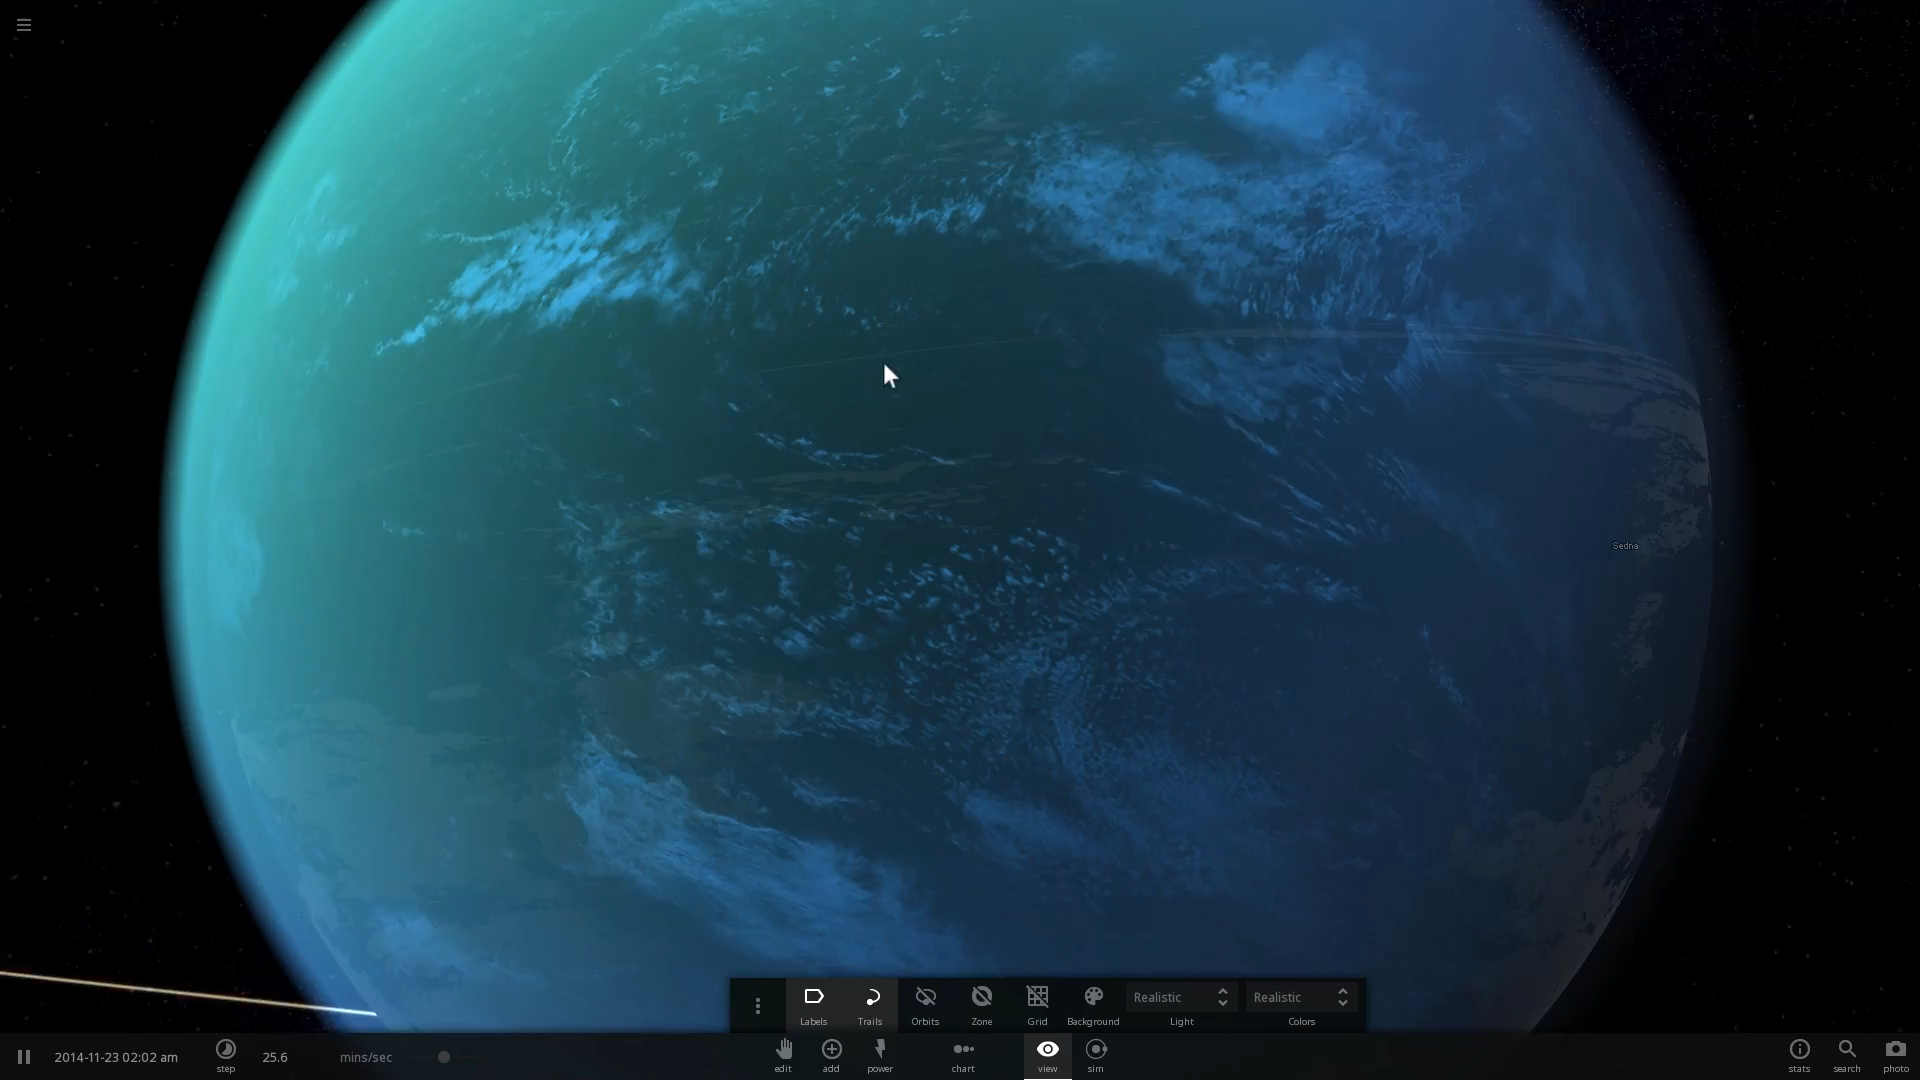 Sedna
Labels
Trails
Orbits
Zone
Grid
Background
Realistic
Light
Realistic
Colors
2014-11-23 02:02 am
step
25.6
mins/sec
edit
add
power
chart
view
sim
stats
search
photo